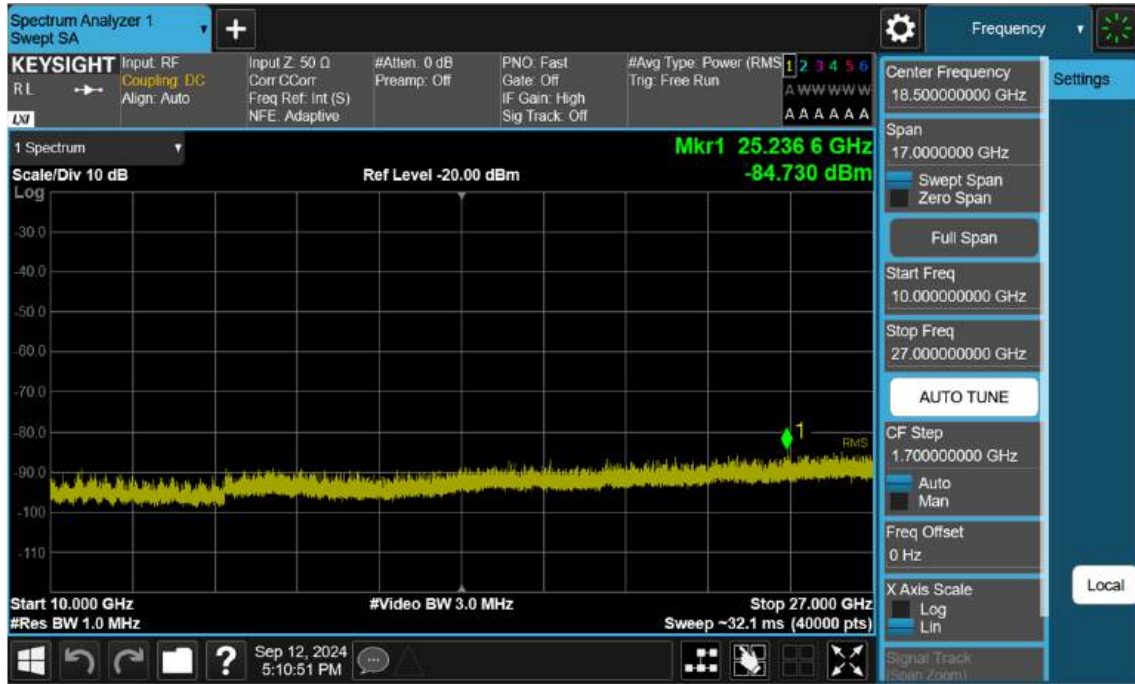 Spectrum Analyzer 1
Swept SA
Frequency
KEYSIGHT
RL
LXI
Input: RF
Coupling: DC
Align: Auto
Input Z: 50 Ω
Corr CCorr
Freq Ref: Int (S)
NFE: Adaptive
#Atten: 0 dB
Preamp: Off
PNO: Fast
Gate: Off
IF Gain: High
Sig Track: Off
#Avg Type: Power (RMS
Trig: Free Run
1 2 3 4 5 6
A W W W W W
A A A A A A
1 Spectrum
Mkr1 25.236 6 GHz
Scale/Div 10 dB
Ref Level -20.00 dBm
-84.730 dBm
Log
-30.0
-40.0
-50.0
-60.0
-70.0
-80.0
-90.0
-100
-110
1
RMS
Start 10.000 GHz
#Video BW 3.0 MHz
Stop 27.000 GHz
#Res BW 1.0 MHz
Sweep ~32.1 ms (40000 pts)
Center Frequency
18.500000000 GHz
Span
17.0000000 GHz
Swept Span
Zero Span
Full Span
Start Freq
10.000000000 GHz
Stop Freq
27.000000000 GHz
AUTO TUNE
CF Step
1.700000000 GHz
Auto
Man
Freq Offset
0 Hz
X Axis Scale
Log
Lin
Signal Track
(Span Zoom)
Settings
Local
?
Sep 12, 2024
5:10:51 PM